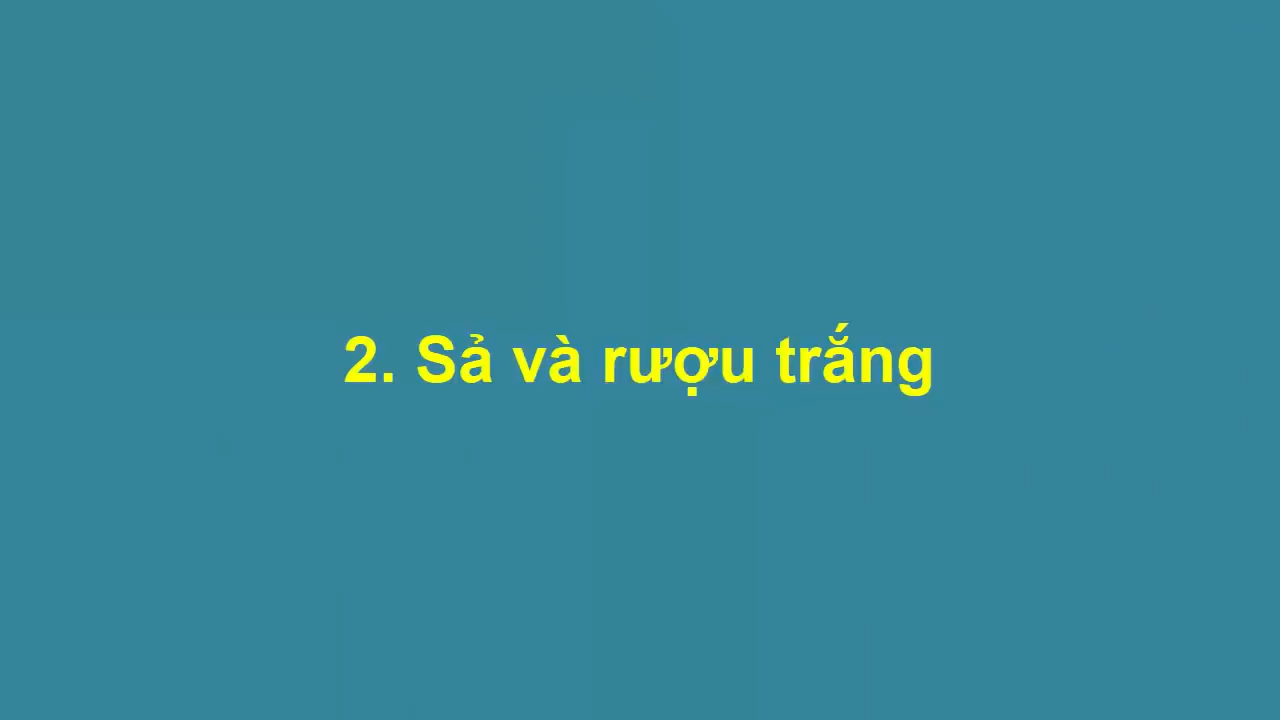 2. Sả và rượu trắng